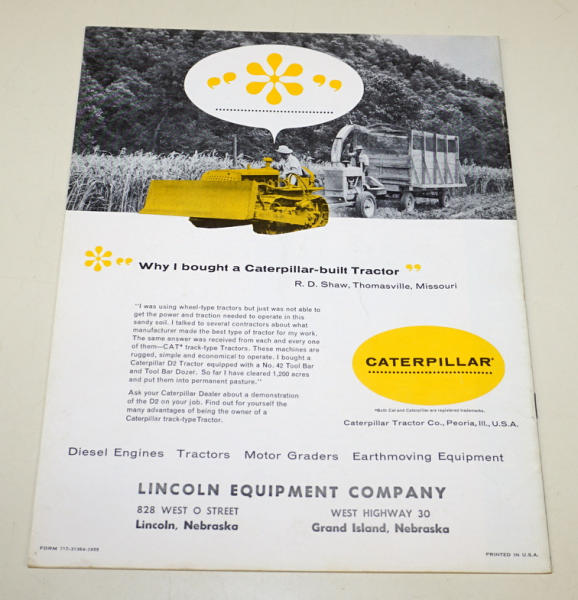 Why I bought a Caterpillar-built Tractor
R. D. Shaw, Thomasville, Missouri
"I was using wheel-type tractors but just was not able to
get the power and traction needed to operate in this
sandy soil. I talked to several contractors about what
manufacturer made the best type of tractor for my work.
The same answer was received from each and every one
of them—CAT* track-type Tractors. These machines are
rugged, simple and economical to operate. I bought a
Caterpillar D2 Tractor equipped with a No. 42 Tool Bar
and Tool Bar Dozer. So far I have cleared 1,200 acres
and put them into permanent pasture."
Ask your Caterpillar Dealer about a demonstration
of the D2 on your job. Find out for yourself the
many advantages of being the owner of a
Caterpillar track-type Tractor.
CATERPILLAR*
*Both Cat and Caterpillar are registered trademarks.
Caterpillar Tractor Co., Peoria, Ill., U.S.A.
Diesel Engines Tractors Motor Graders Earthmoving Equipment
LINCOLN EQUIPMENT COMPANY
828 WEST O STREET
Lincoln, Nebraska
WEST HIGHWAY 30
Grand Island, Nebraska
FORM
PRINTED IN U.S.A.